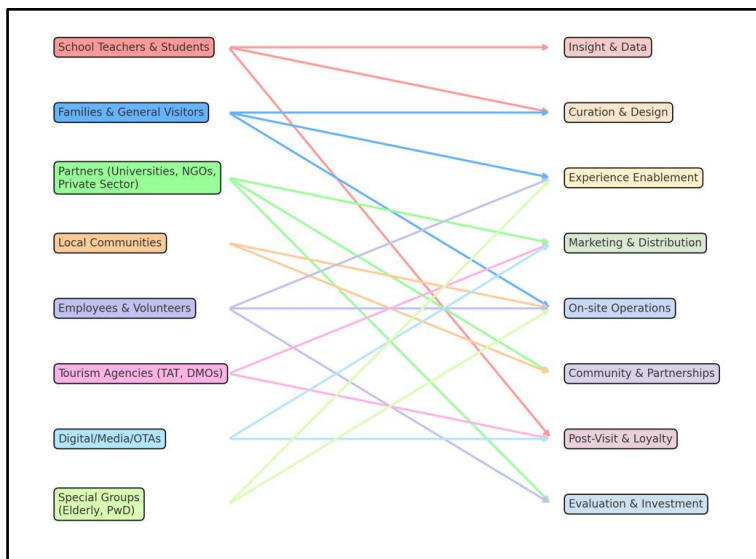 School Teachers & Students
Insight & Data
Families & General Visitors
Curation & Design
Partners (Universities, NGOs,
Private Sector)
Experience Enablement
Local Communities
Marketing & Distribution
Employees & Volunteers
On-site Operations
Tourism Agencies (TAT, DMOs)
Community & Partnerships
Digital/Media/OTAs
Post-Visit & Loyalty
Special Groups
(Elderly, PwD)
Evaluation & Investment